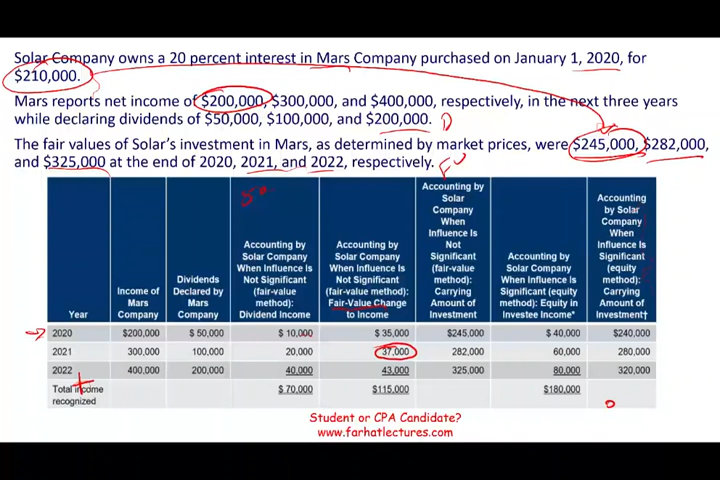 Solar Company owns a 20 percent interest in Mars Company purchased on January 1, 2020, for
$210,000.
Mars reports net income of $200,000, $300,000, and $400,000, respectively, in the next three years
while declaring dividends of $50,000, $100,000, and $200,000. D
The fair values of Solar's investment in Mars, as determined by market prices, were $245,000, $282,000,
and $325,000 at the end of 2020, 2021, and 2022, respectively. FV
Year
Income of
Mars
Company
Dividends
Declared by
Mars
Company
Accounting by
Solar Company
When Influence Is
Not Significant
(fair-value
method):
Dividend Income
Accounting by
Solar Company
When Influence Is
Not Significant
(fair-value method):
Fair-Value Change
to Income
Accounting by
Solar
Company
When
Influence Is
Not
Significant
(fair-value
method):
Carrying
Amount of
Investment
Accounting by
Solar Company
When Influence Is
Significant (equity
method): Equity in
Investee Income*
Accounting
by Solar
Company
When
Influence Is
Significant
(equity
method):
Carrying
Amount of
Investment†
2020 $200,000 $ 50,000 $ 10,000 $ 35,000 $245,000 $ 40,000 $240,000
2021 300,000 100,000 20,000 37,000 282,000 60,000 280,000
2022 400,000 200,000 40,000 43,000 325,000 80,000 320,000
Total income
recognized $ 70,000 $115,000 $180,000
Student or CPA Candidate?
www.farhatlectures.com